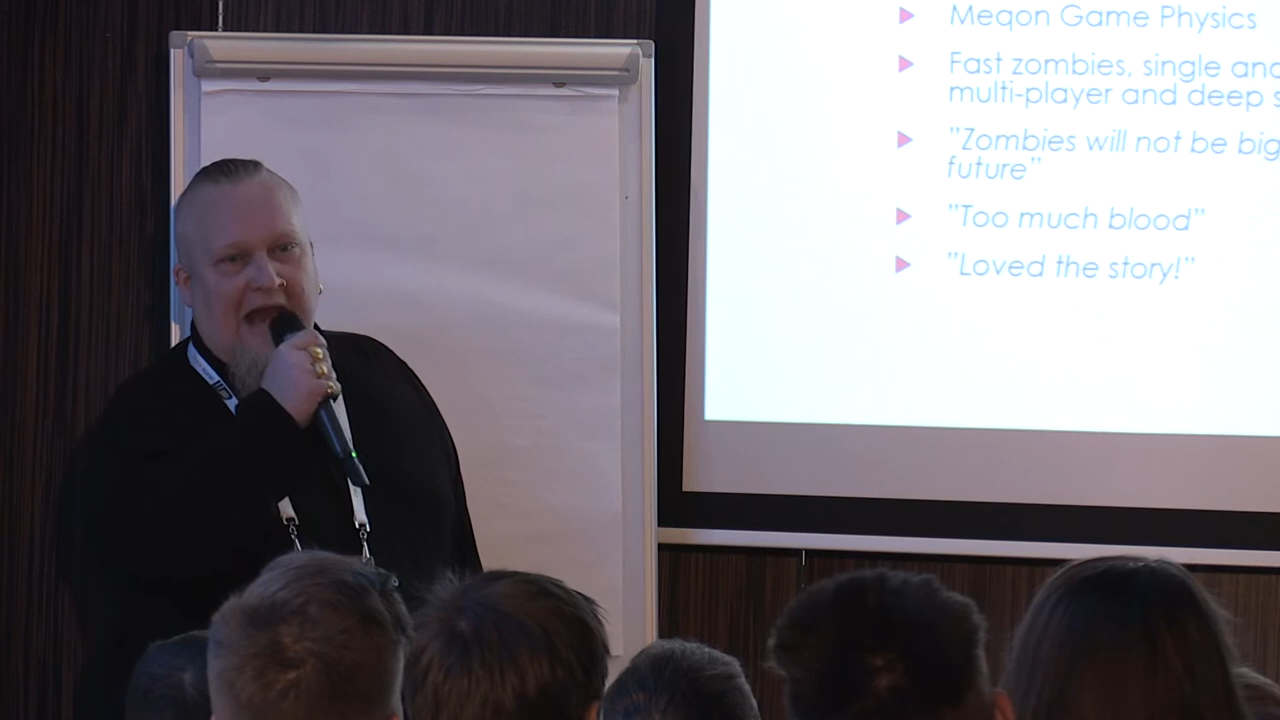 Meqon Game Physics
Fast zombies, single and
multi-player and deep s
"Zombies will not be big
future"
"Too much blood"
"Loved the story!"